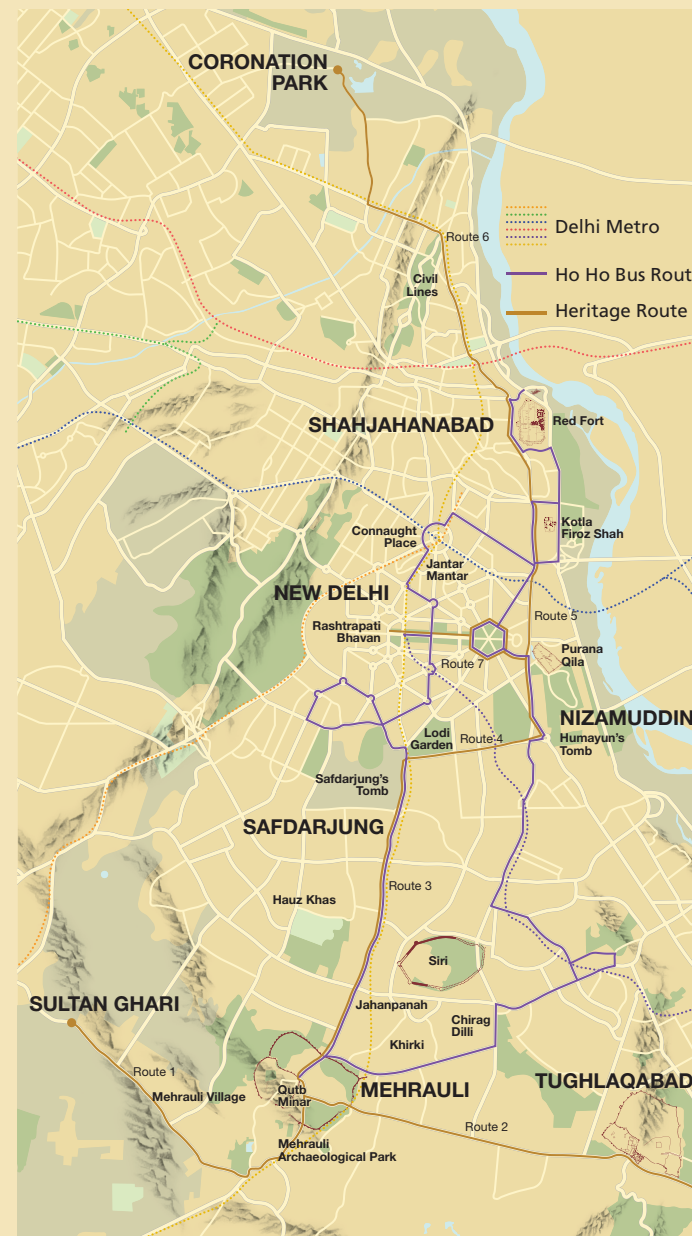 CORONATION
PARK
Route 6
Delhi Metro
Civil
Lines
Ho Ho Bus Rout
Heritage Route
SHAHJAHANABAD
Red Fort
Connaught
Place
Kotla
Firoz Shah
Jantar
Mantar
NEW DELHI
Rashtrapati
Bhavan
Route 5
Route 7
Purana
Qila
NIZAMUDDIN
Lodi
Garden
Route 4
Humayun's
Tomb
Safdarjung's
Tomb
SAFDARJUNG
Route 3
Hauz Khas
Siri
SULTAN GHARI
Jahanpanah
Chirag
Dilli
Khirki
Route 1
Mehrauli Village
Qutb
Minar
MEHRAULI
TUGHLAQABAD
Route 2
Mehrauli
Archaeological Park